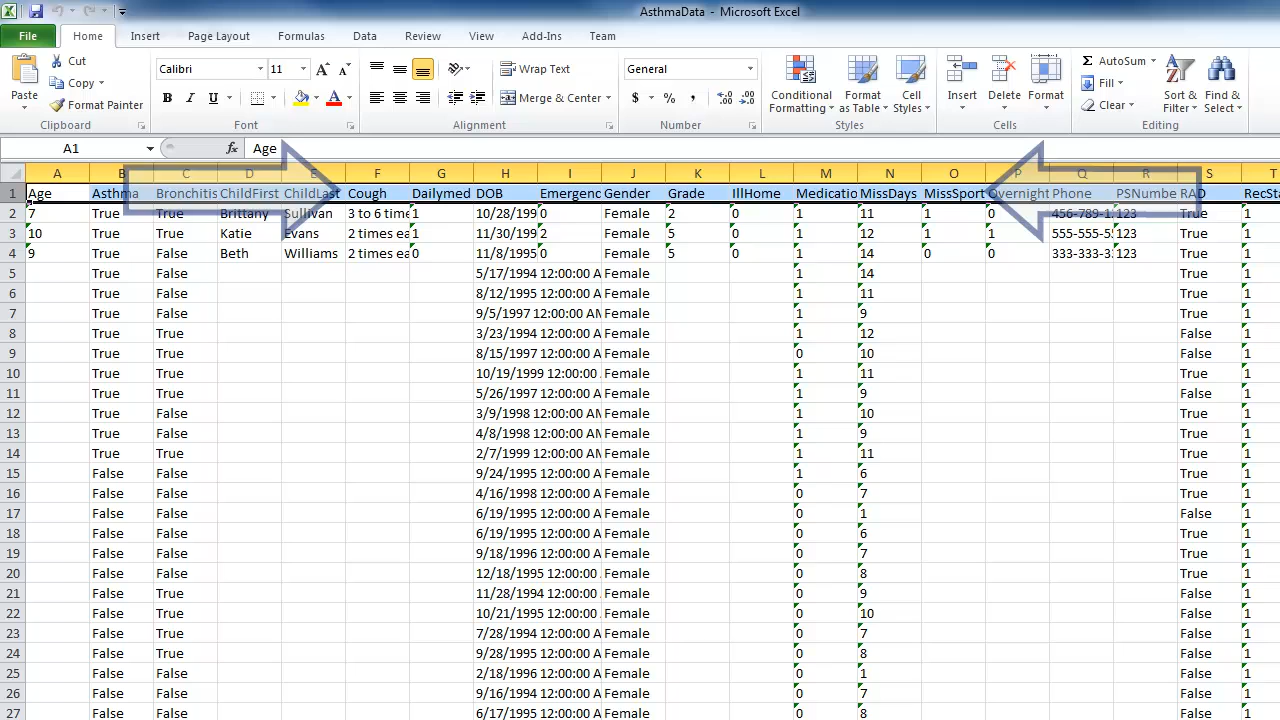 AsthmaData - Microsoft Excel
File Home Insert Page Layout Formulas Data Review View Add-Ins Team
Paste Cut Copy Format Painter Clipboard
Calibri 11 A A B I U A Font
Wrap Text Merge & Center Alignment
General $ % , Number
Conditional Formatting Format as Table Cell Styles Styles
Insert Delete Format Cells
Σ AutoSum Fill Clear Sort & Filter Find & Select Editing
A1 fx Age
A B C D E F G H I J K L M N O P Q R S T
1 Age Asthma Bronchitis ChildFirst ChildLast Cough Dailymed DOB Emergenc Gender Grade IllHome Medicatio MissDays MissSport Overnight Phone PSNumbe RAD RecSta
2 7 True True Brittany Sullivan 3 to 6 time 1 10/28/199 0 Female 2 0 1 11 1 0 456-789-1 123 True 1
3 10 True True Katie Evans 2 times ea 1 11/30/199 2 Female 5 0 1 12 1 1 555-555-5 123 True 1
4 9 True False Beth Williams 2 times ea 0 11/8/1995 0 Female 5 0 1 14 0 0 333-333-3 123 True 1
5 True False 5/17/1994 12:00:00 A Female 1 14 True 1
6 True False 8/12/1995 12:00:00 A Female 1 11 True 1
7 True False 9/5/1997 12:00:00 AM Female 1 9 True 1
8 True True 3/23/1994 12:00:00 A Female 1 12 False 1
9 True True 8/15/1997 12:00:00 A Female 0 10 False 1
10 True True 10/19/1999 12:00:00 Female 1 11 True 1
11 True True 5/26/1997 12:00:00 A Female 1 9 False 1
12 True False 3/9/1998 12:00:00 AM Female 1 10 True 1
13 True False 4/8/1998 12:00:00 AM Female 1 9 True 1
14 True True 2/7/1999 12:00:00 AM Female 1 11 True 1
15 False False 9/24/1995 12:00:00 A Female 1 6 True 1
16 False False 4/16/1998 12:00:00 A Female 0 7 True 1
17 False False 6/19/1995 12:00:00 A Female 0 1 False 1
18 False False 6/19/1995 12:00:00 A Female 0 6 True 1
19 False False 9/18/1996 12:00:00 A Female 0 7 True 1
20 False False 12/18/1995 12:00:00 Female 0 8 True 1
21 False True 11/28/1994 12:00:00 Female 0 9 False 1
22 False True 10/21/1995 12:00:00 Female 0 10 False 1
23 False True 7/28/1994 12:00:00 A Female 0 7 False 1
24 False True 9/28/1995 12:00:00 A Female 0 8 False 1
25 False False 2/18/1996 12:00:00 A Female 0 1 False 1
26 False False 9/16/1994 12:00:00 A Female 0 7 False 1
27 False False 6/17/1995 12:00:00 A Female 0 8 False 1